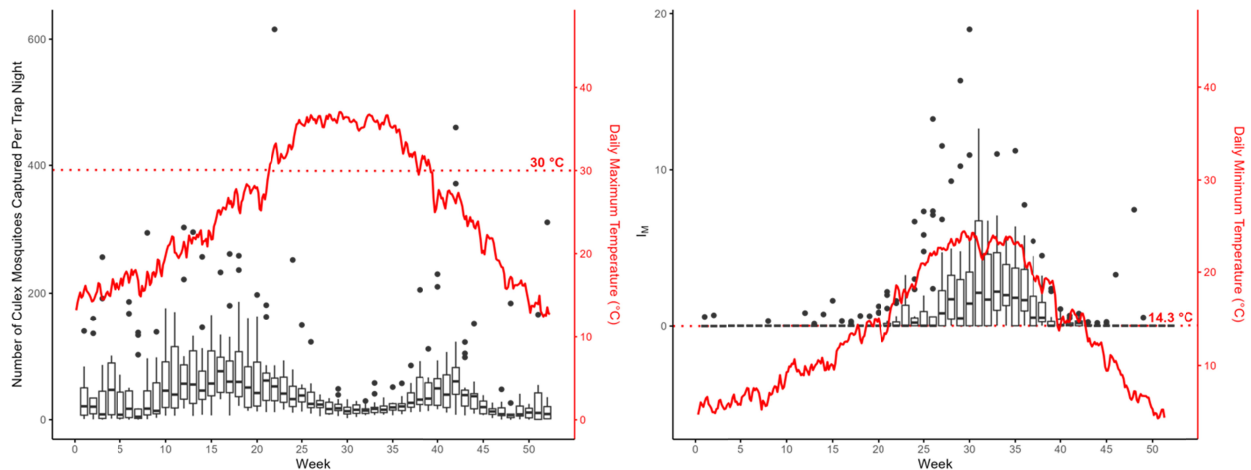 Number of Culex Mosquitoes Captured Per Trap Night
600
400
200
0
0 5 10 15 20 25 30 35 40 45 50
Week
30 °C
40
30
20
10
0
Daily Maximum Temperature (°C)
I_M
20
10
0
0 5 10 15 20 25 30 35 40 45 50
Week
14.3 °C
40
30
20
10
Daily Minimum Temperature (°C)